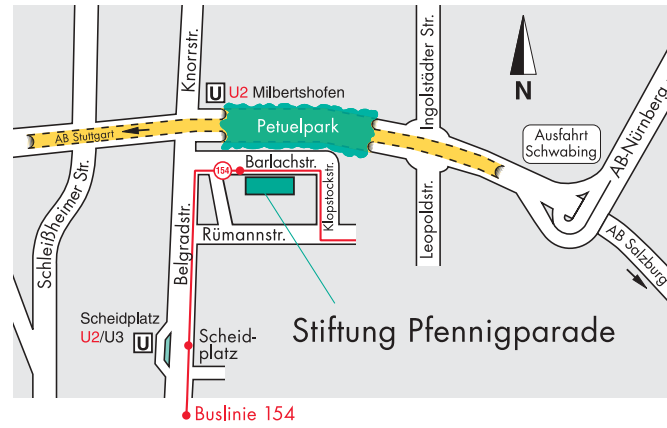 Knorrstr.
Ingolstädter Str.
N
U
U2 Milbertshofen
AB Stuttgart
Petuelpark
Ausfahrt
Schwabing
AB-Nürnberg
Barlachstr.
154
Klopstockstr.
Schleißheimer Str.
Belgradstr.
Rümannstr.
Leopoldstr.
AB Salzburg
Scheidplatz
U2/U3
U
Scheid-
platz
Stiftung Pfennigparade
Buslinie 154